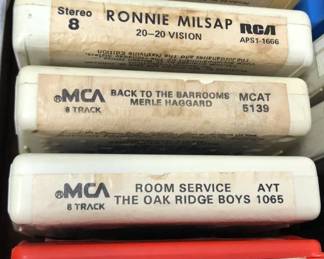 Stereo 8 RONNIE MILSAP RCA
20-20 VISION APS1-1666
®MCA BACK TO THE BARROOMS MCAT
8 TRACK MERLE HAGGARD 5139
®MCA ROOM SERVICE AYT
8 TRACK THE OAK RIDGE BOYS 1065